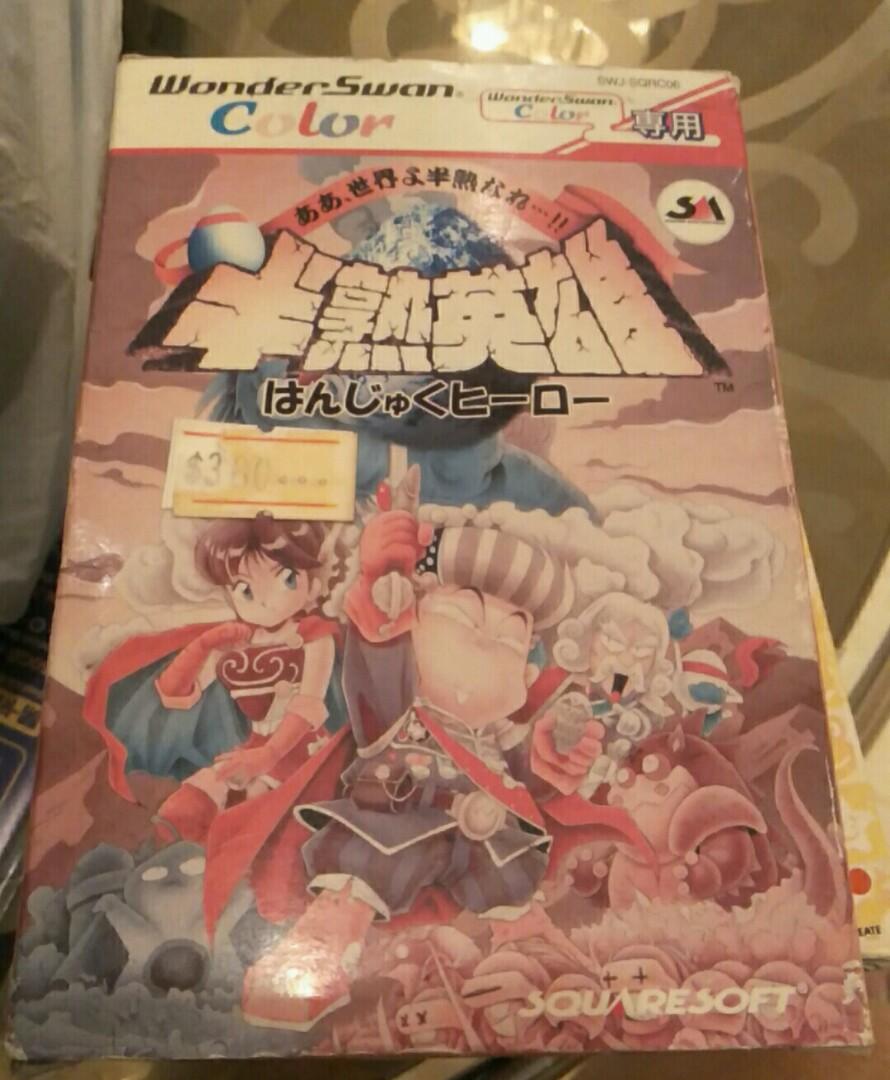 WonderSwan
Color
WonderSwan
Color
専用
SWJ-SQRC06
ああ、世界よ半熟なれ…!!
半熟英雄
TM
はんじゅくヒーロー
SQUARESOFT
EATE